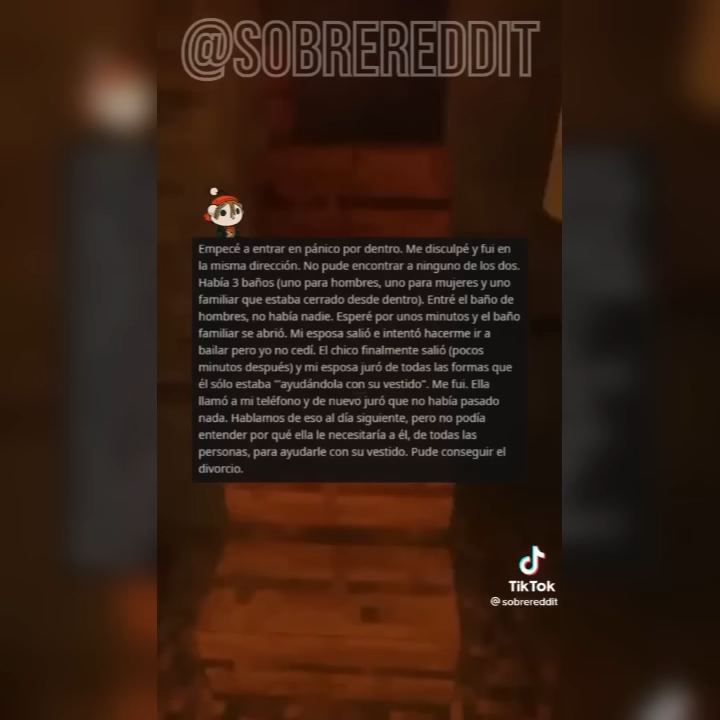 @SOBREREDDIT
Empecé a entrar en pánico por dentro. Me disculpé y fui en
la misma dirección. No pude encontrar a ninguno de los dos.
Había 3 baños (uno para hombres, uno para mujeres y uno
familiar que estaba cerrado desde dentro). Entré el baño de
hombres, no había nadie. Esperé por unos minutos y el baño
familiar se abrió. Mi esposa salió e intentó hacerme ir a
bailar pero yo no cedí. El chico finalmente salió (pocos
minutos después) y mi esposa juró de todas las formas que
él sólo estaba '"ayudándola con su vestido". Me fui. Ella
llamó a mi teléfono y de nuevo juró que no había pasado
nada. Hablamos de eso al día siguiente, pero no podía
entender por qué ella le necesitaría a él, de todas las
personas, para ayudarle con su vestido. Pude conseguir el
divorcio.
TikTok
@sobrereddit